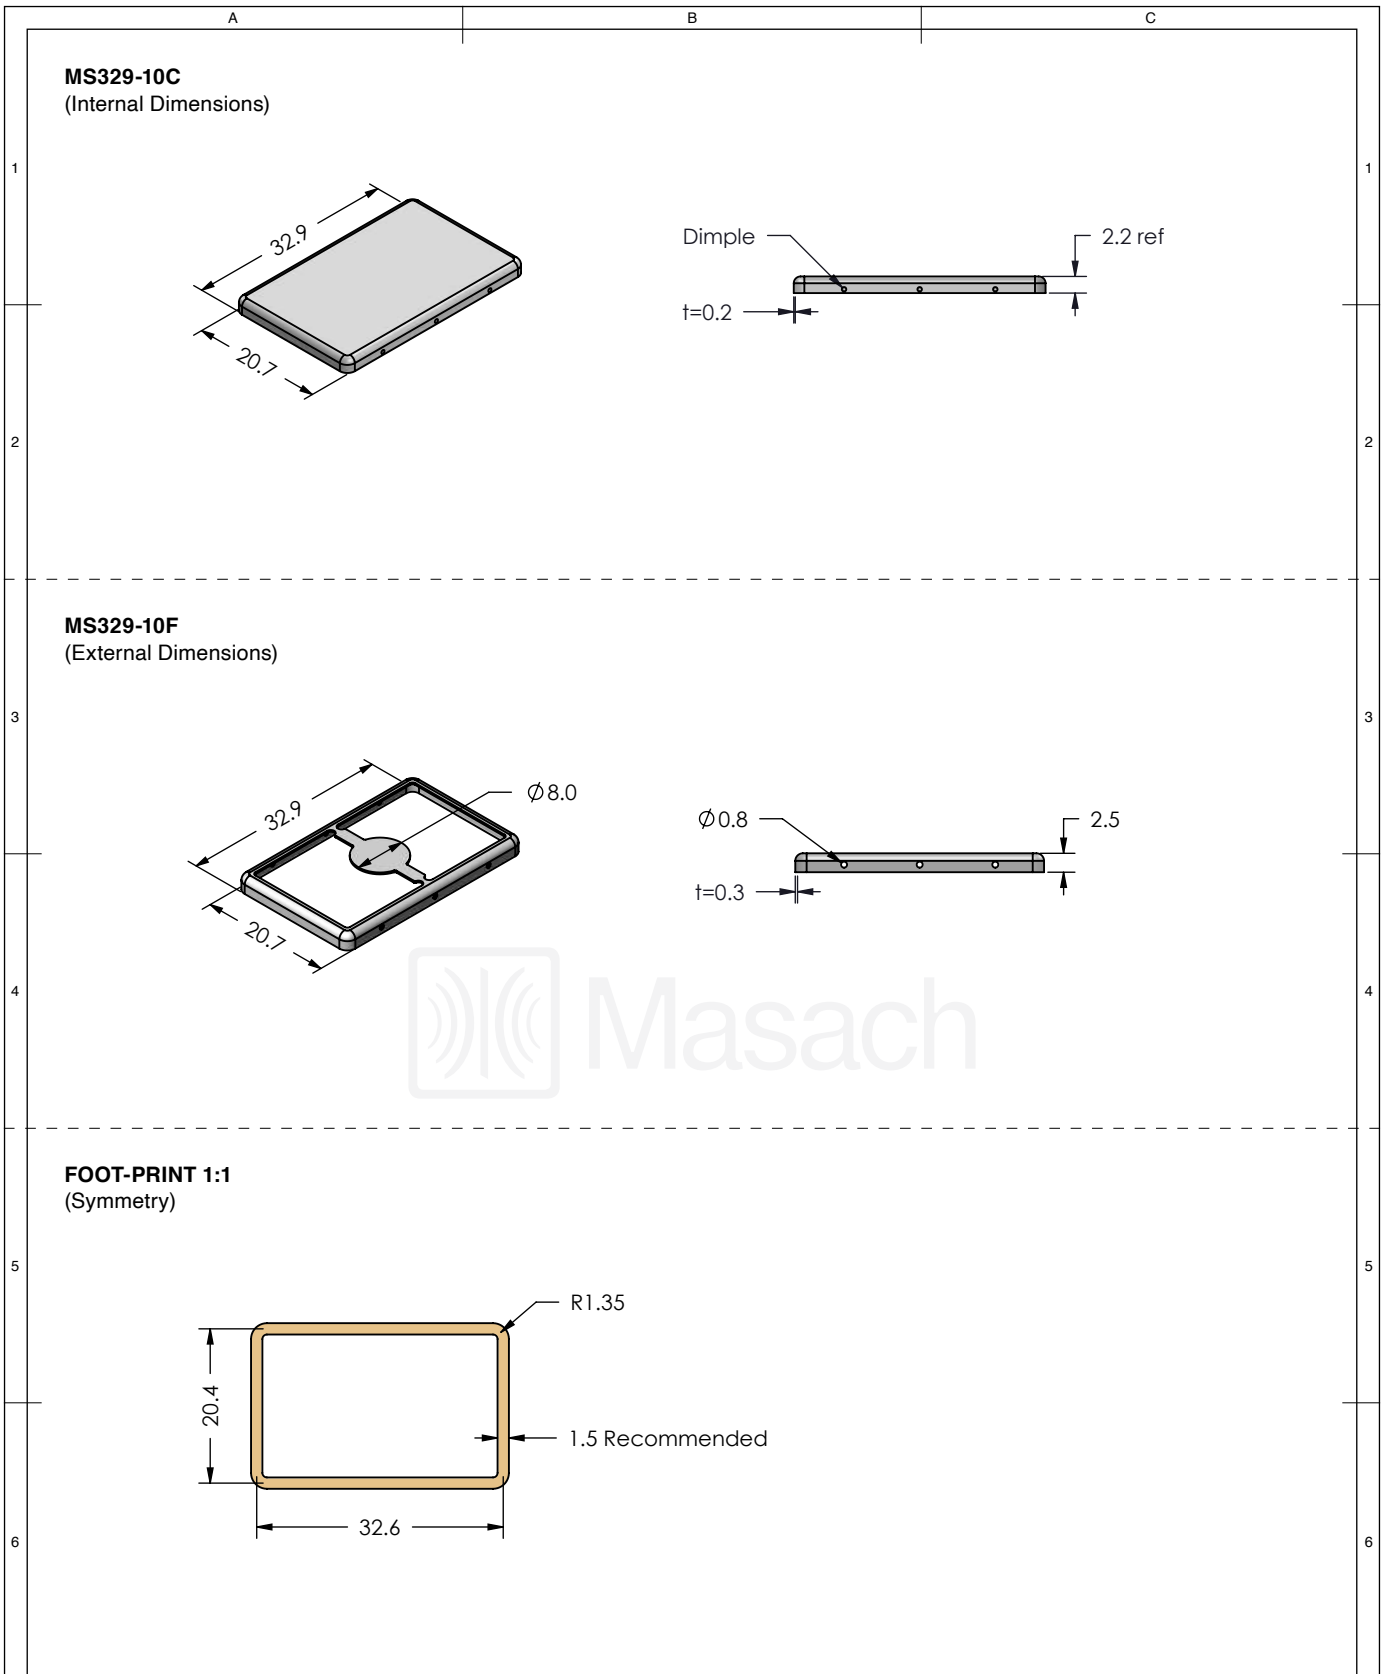 A
B
C
MS329-10C
(Internal Dimensions)
1
1
32.9
20.7
Dimple
2.2 ref
t=0.2
2
2
MS329-10F
(External Dimensions)
3
3
32.9
Ø8.0
20.7
Ø0.8
2.5
t=0.3
Masach
4
4
FOOT-PRINT 1:1
(Symmetry)
5
5
R1.35
20.4
1.5 Recommended
32.6
6
6